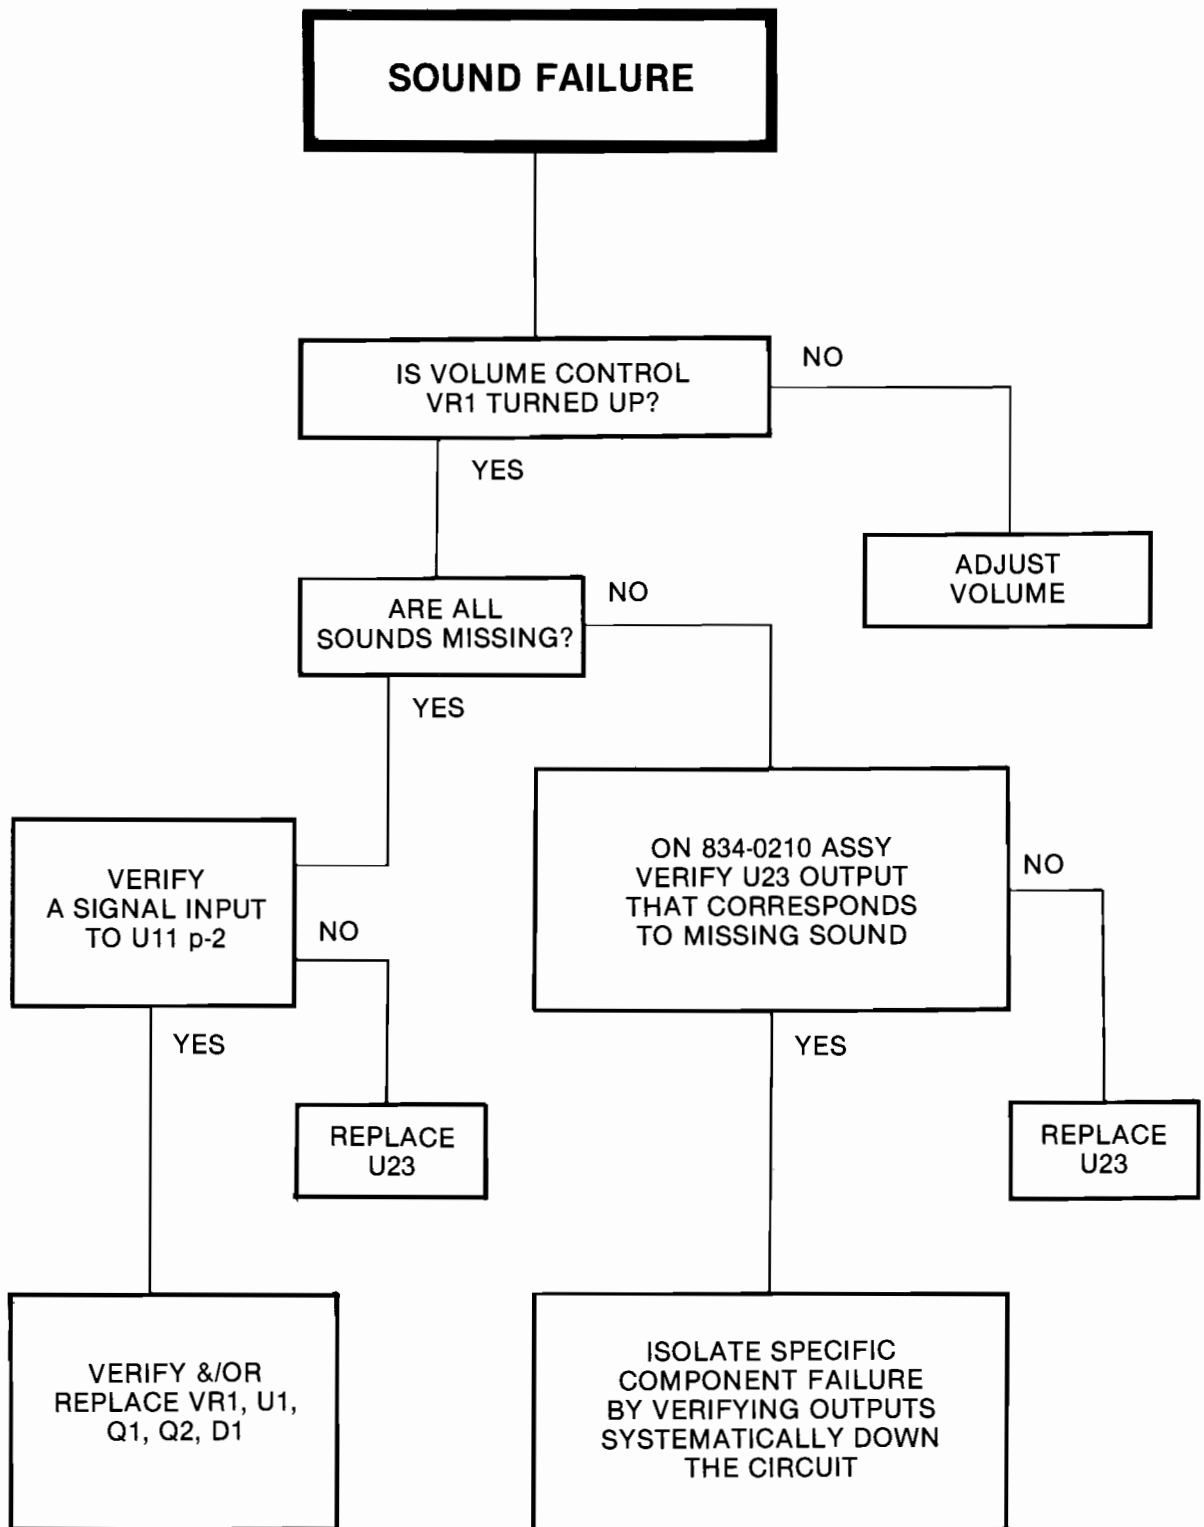 SOUND FAILURE
IS VOLUME CONTROL
VR1 TURNED UP?
NO
YES
ADJUST
VOLUME
ARE ALL
SOUNDS MISSING?
NO
YES
VERIFY
A SIGNAL INPUT
TO U11 p-2
NO
YES
REPLACE
U23
ON 834-0210 ASSY
VERIFY U23 OUTPUT
THAT CORRESPONDS
TO MISSING SOUND
NO
YES
REPLACE
U23
VERIFY &/OR
REPLACE VR1, U1,
Q1, Q2, D1
ISOLATE SPECIFIC
COMPONENT FAILURE
BY VERIFYING OUTPUTS
SYSTEMATICALLY DOWN
THE CIRCUIT